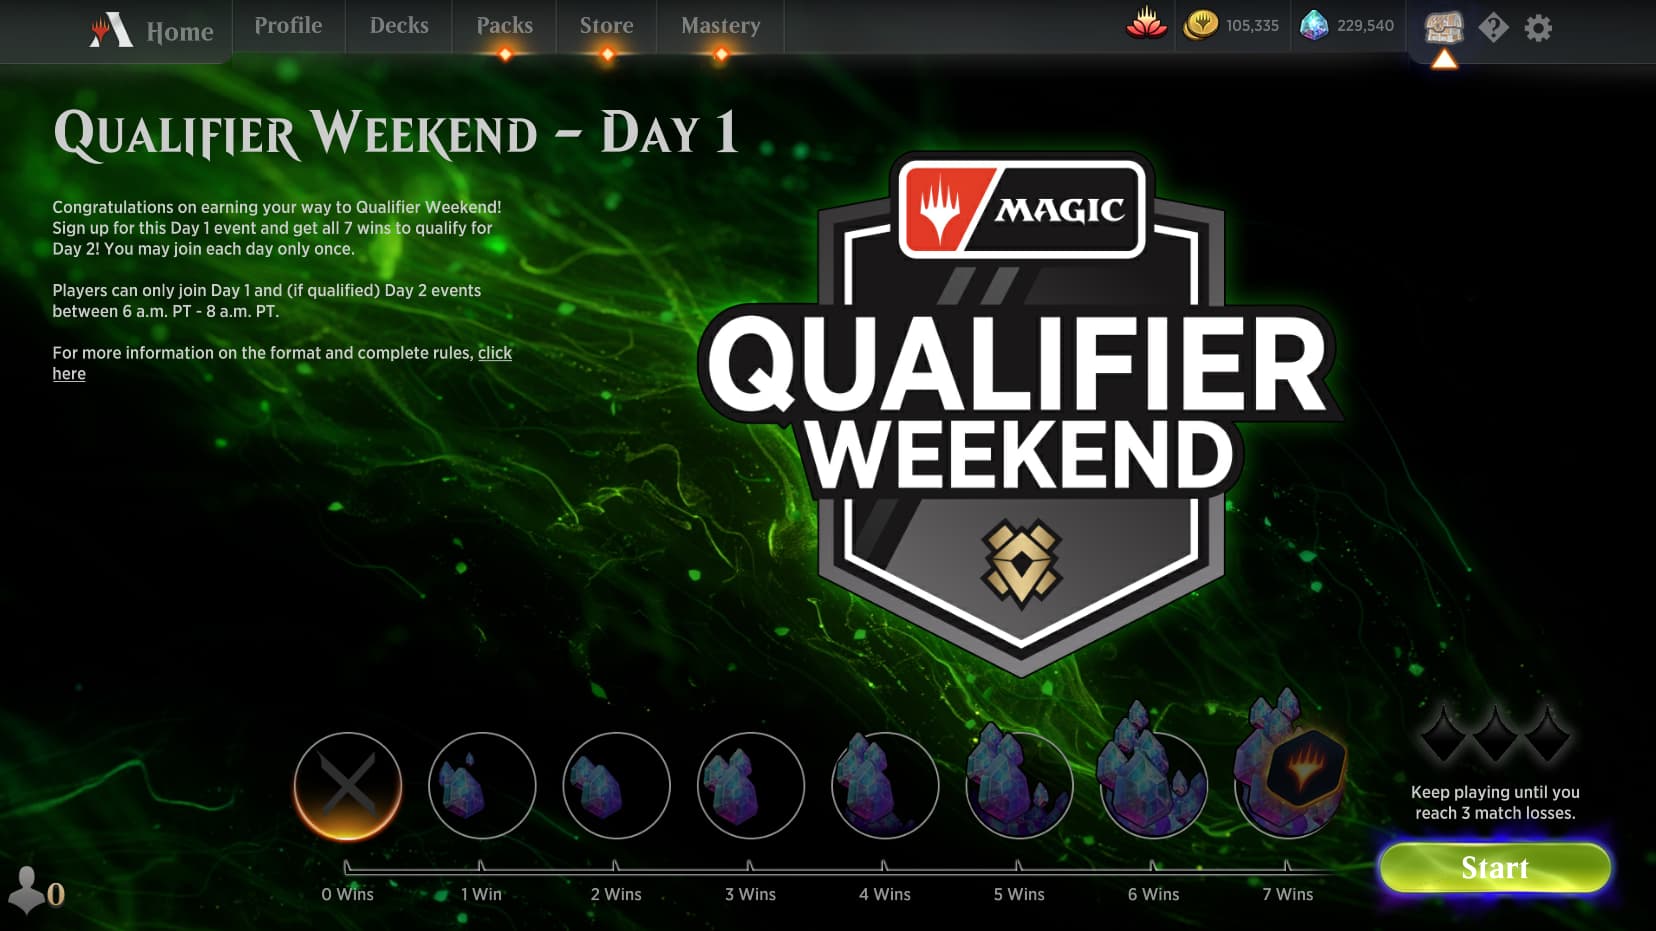 Home
Profile
Decks
Packs
Store
Mastery
105,335
229,540
Qualifier Weekend – Day 1
Congratulations on earning your way to Qualifier Weekend!
Sign up for this Day 1 event and get all 7 wins to qualify for
Day 2! You may join each day only once.
Players can only join Day 1 and (if qualified) Day 2 events
between 6 a.m. PT - 8 a.m. PT.
For more information on the format and complete rules, click
here
MAGIC
QUALIFIER
WEEKEND
Keep playing until you
reach 3 match losses.
Start
0
0 Wins
1 Win
2 Wins
3 Wins
4 Wins
5 Wins
6 Wins
7 Wins